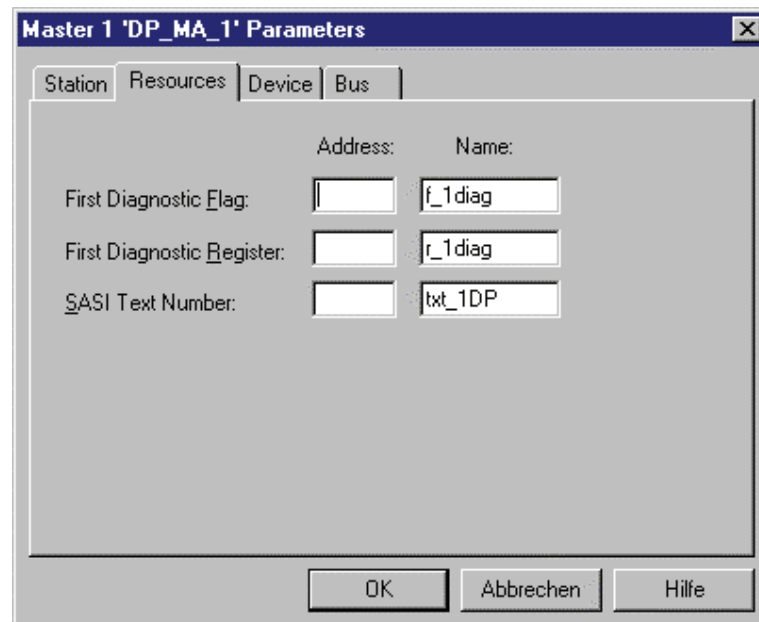 Master 1 'DP_MA_1' Parameters
Station Resources Device Bus
Address: Name:
First Diagnostic Flag: f_1diag
First Diagnostic Register: r_1diag
SASI Text Number: txt_1DP
OK Abbrechen Hilfe